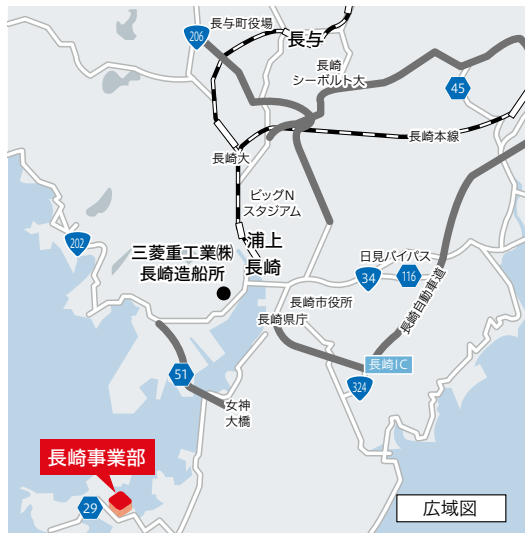 長与町役場
206
長与
長崎
シーボルト大
45
長崎本線
長崎大
ビッグN
スタジアム
202
浦上
三菱重工業㈱
長崎造船所
長崎
日見バイパス
34
116
長崎自動車道
長崎市役所
長崎県庁
長崎IC
324
51
女神
大橋
長崎事業部
29
広域図